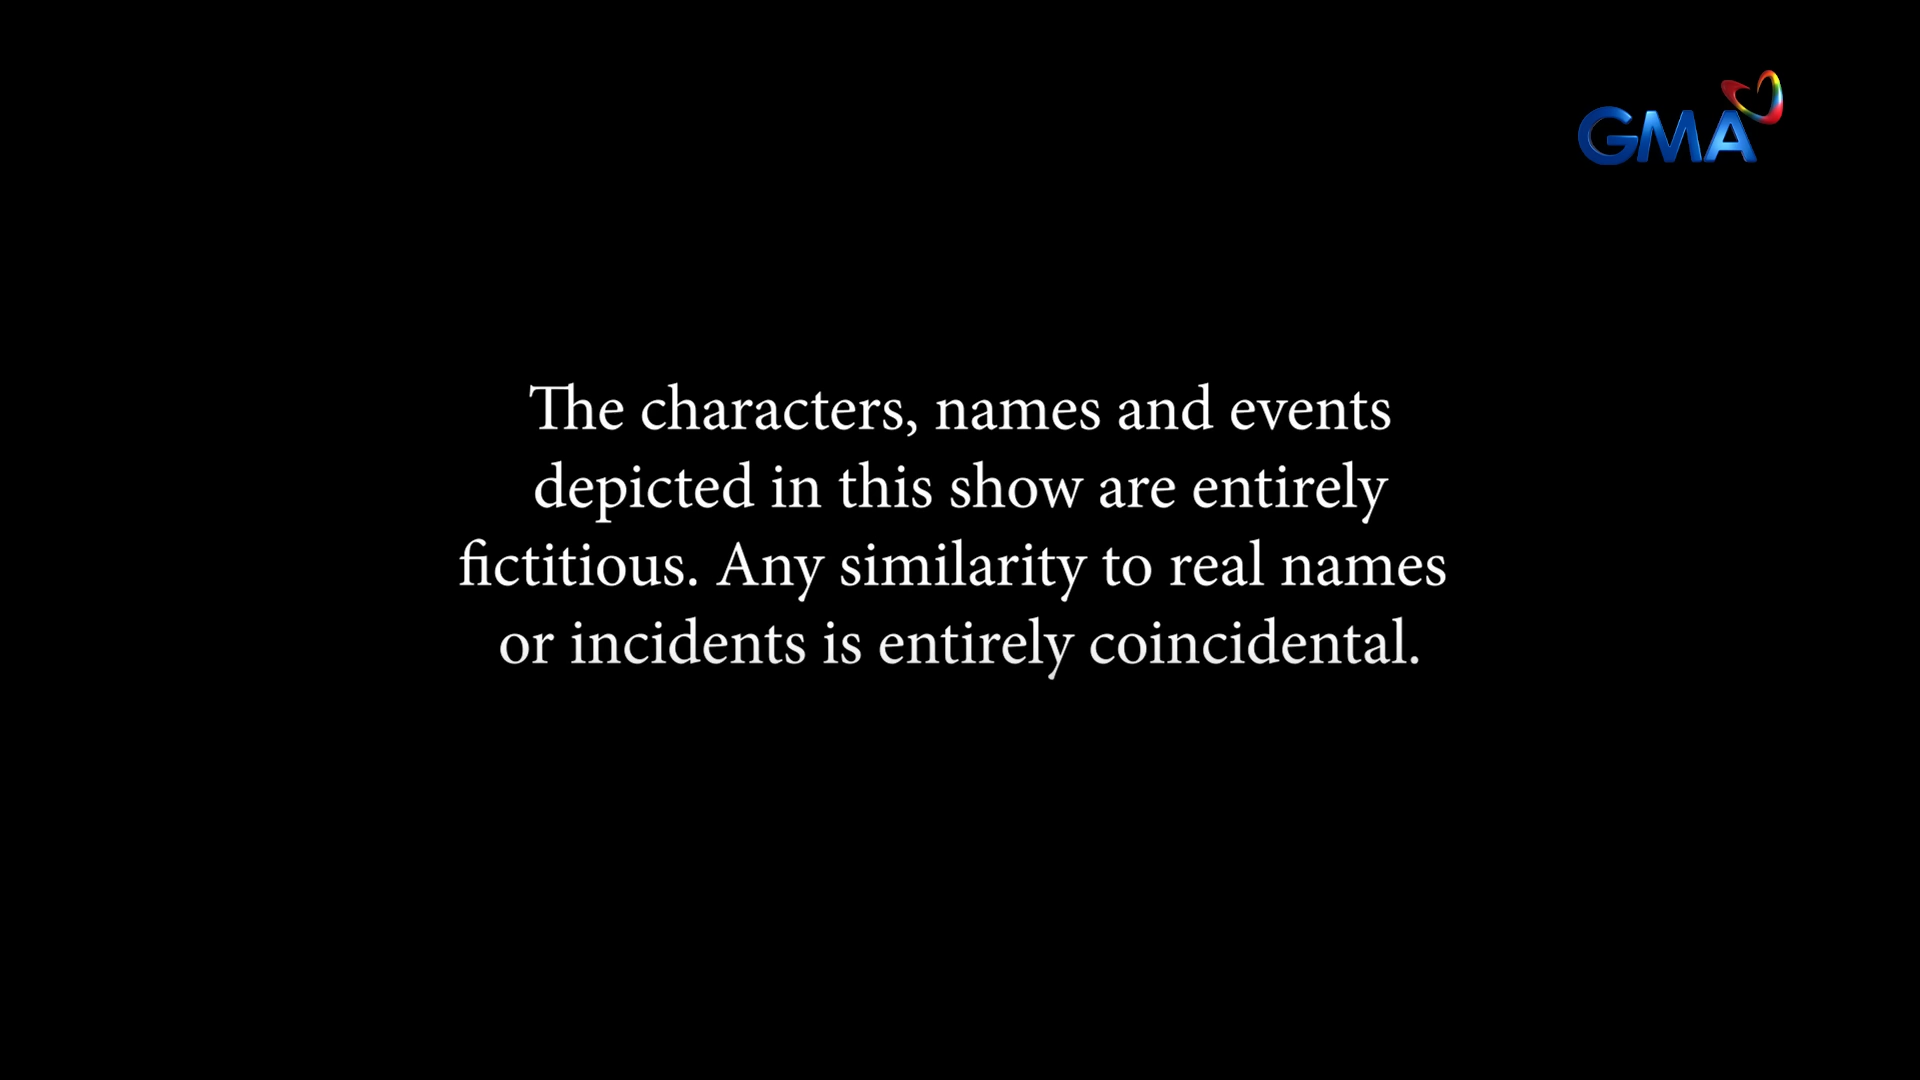 GMA
The characters, names and events
depicted in this show are entirely
fictitious. Any similarity to real names
or incidents is entirely coincidental.